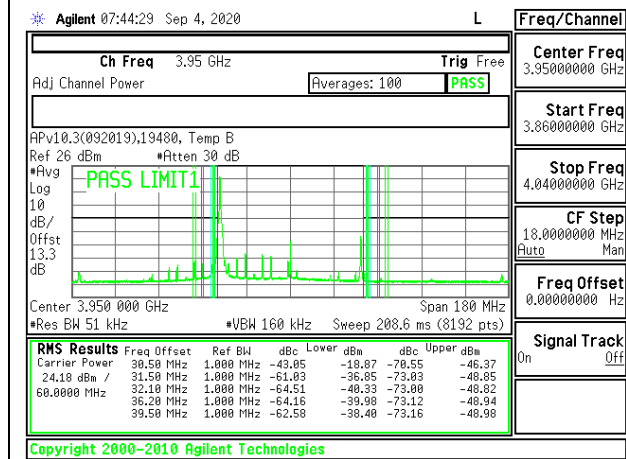 Agilent 07:44:29 Sep 4, 2020 L
Freq/Channel
Ch Freq 3.95 GHz Trig Free
Adj Channel Power Averages: 100 PASS
APv10.3(092019),19480, Temp B
Ref 26 dBm #Atten 30 dB
#Avg
Log
10
dB/
Offst
13.3
dB
PASS LIMIT1
Center 3.950 000 GHz Span 180 MHz
#Res BW 51 kHz #VBW 160 kHz Sweep 208.6 ms (8192 pts)
RMS Results Freq Offset Ref BW dBc Lower dBm dBc Upper dBm
Carrier Power 30.50 MHz 1.000 MHz -43.05 -18.87 -70.55 -46.37
24.18 dBm / 31.50 MHz 1.000 MHz -61.03 -36.85 -73.03 -48.85
60.0000 MHz 32.10 MHz 1.000 MHz -64.51 -40.33 -73.00 -48.82
36.20 MHz 1.000 MHz -64.16 -39.98 -73.12 -48.94
39.50 MHz 1.000 MHz -62.58 -38.40 -73.16 -48.98
Copyright 2000-2010 Agilent Technologies
Center Freq
3.95000000 GHz
Start Freq
3.86000000 GHz
Stop Freq
4.04000000 GHz
CF Step
18.0000000 MHz
Auto Man
Freq Offset
0.00000000 Hz
Signal Track
On Off